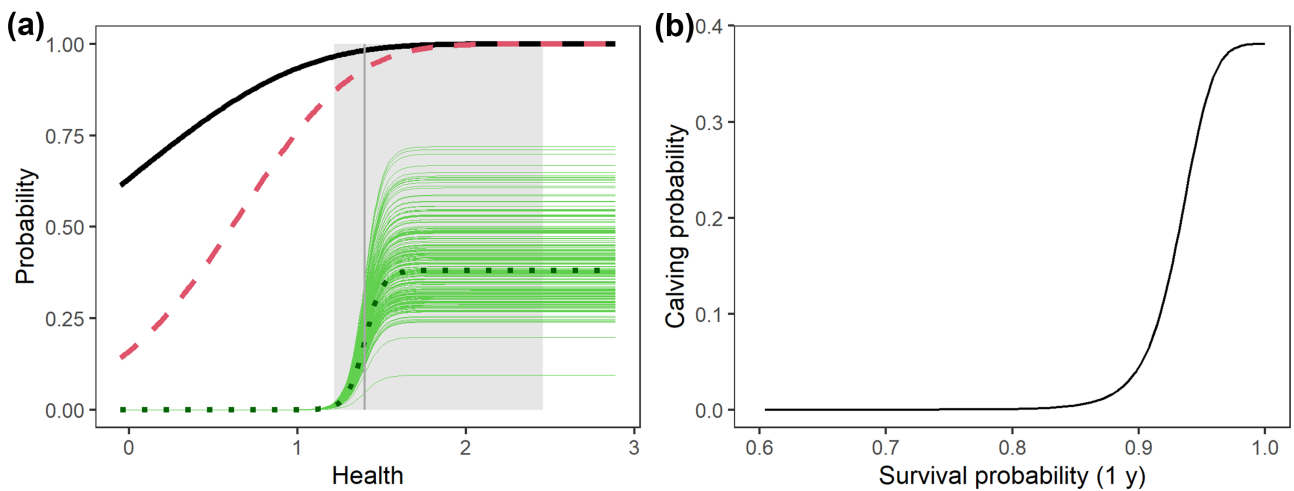 (a)
Probability
1.00
0.75
0.50
0.25
0.00
0 1 2 3
Health
(b)
Calving probability
0.4
0.3
0.2
0.1
0.0
0.6 0.7 0.8 0.9 1.0
Survival probability (1 y)